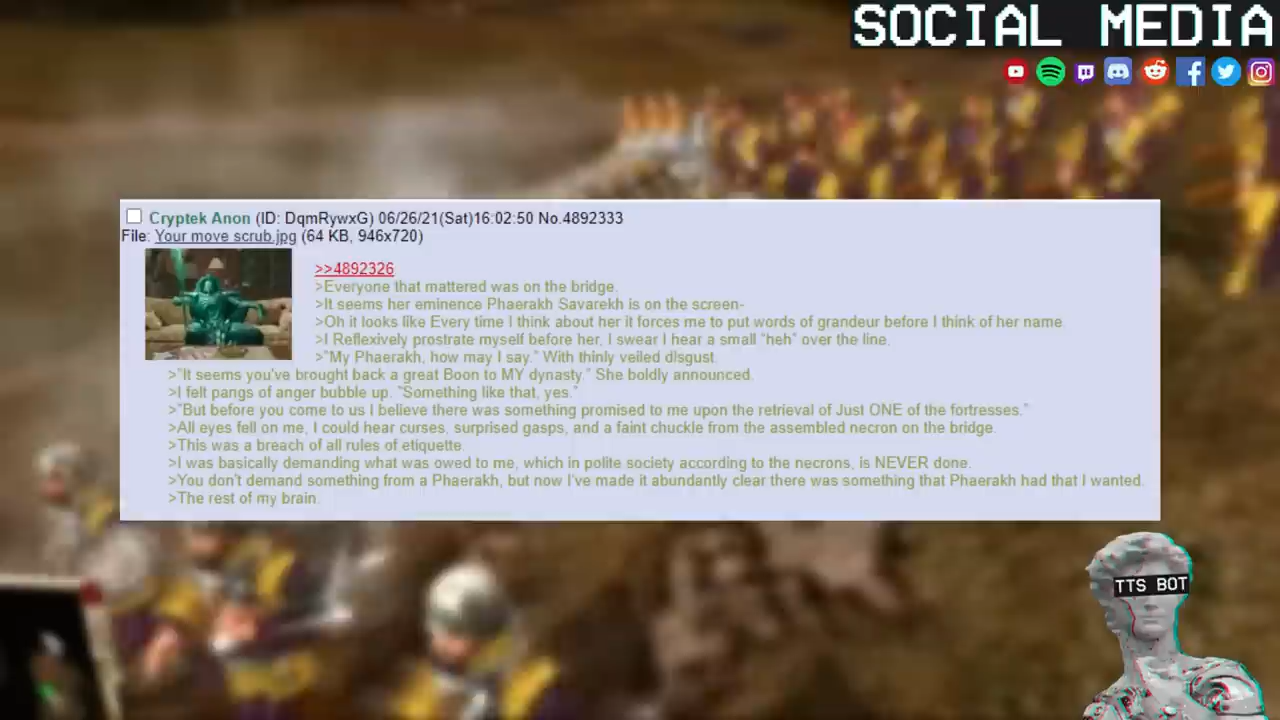 SOCIAL MEDIA
Cryptek Anon (ID: DqmRywxG) 06/26/21(Sat)16:02:50 No.4892333
File: Your move scrub.jpg (64 KB, 946x720)
>>4892326
>Everyone that mattered was on the bridge.
>It seems her eminence Phaerakh Savarekh is on the screen-
>Oh it looks like Every time I think about her it forces me to put words of grandeur before I think of her name.
>I Reflexively prostrate myself before her, I swear I hear a small "heh" over the line.
>"My Phaerakh, how may I say." With thinly veiled disgust.
>"It seems you've brought back a great Boon to MY dynasty." She boldly announced.
>I felt pangs of anger bubble up. "Something like that, yes."
>"But before you come to us I believe there was something promised to me upon the retrieval of Just ONE of the fortresses."
>All eyes fell on me, I could hear curses, surprised gasps, and a faint chuckle from the assembled necron on the bridge.
>This was a breach of all rules of etiquette.
>I was basically demanding what was owed to me, which in polite society according to the necrons, is NEVER done.
>You don't demand something from a Phaerakh, but now I've made it abundantly clear there was something that Phaerakh had that I wanted.
>The rest of my brain.
TTS BOT